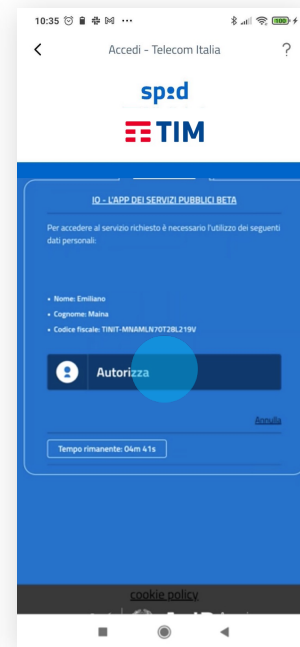 10:35
100
Accedi - Telecom Italia
?
sp:d
TIM
IO - L'APP DEI SERVIZI PUBBLICI BETA
Per accedere al servizio richiesto è necessario l'utilizzo dei seguenti
dati personali:
• Nome: Emiliano
• Cognome: Maina
• Codice fiscale: TINIT-MNAMLN70T28L219V
Autorizza
Annulla
Tempo rimanente: 04m 41s
cookie policy